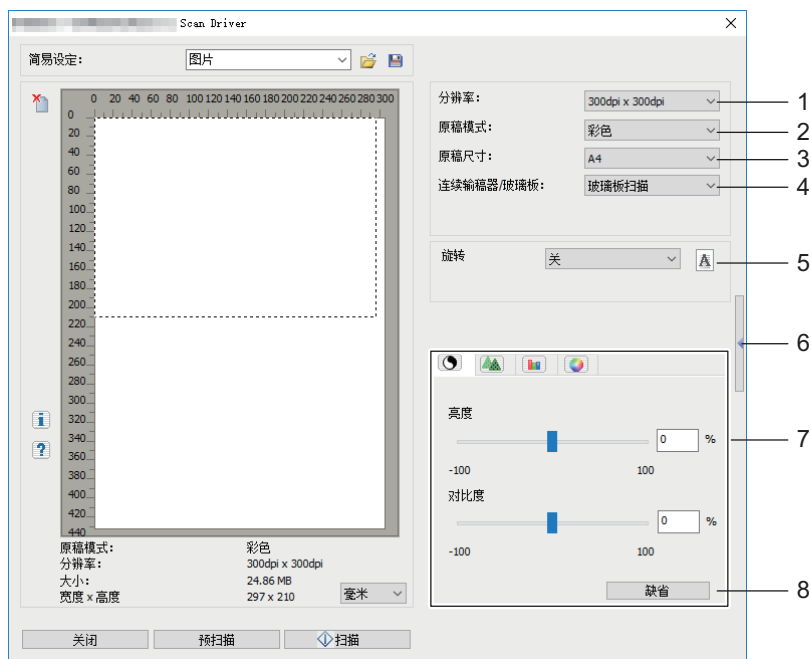 Scan Driver
简易设定:
图片
0 20 40 60 80 100 120 140 160 180 200 220 240 260 280 300
0
20
40
60
80
100
120
140
160
180
200
220
240
260
280
300
320
340
360
380
400
420
440
原稿模式: 彩色
分辨率: 300dpi x 300dpi
大小: 24.86 MB
宽度 x 高度 297 x 210
毫米
关闭
预扫描
扫描
分辨率: 300dpi x 300dpi 1
原稿模式: 彩色 2
原稿尺寸: A4 3
连续输稿器/玻璃板: 玻璃板扫描 4
旋转 关 A 5
6
亮度
0 % 7
-100 100
对比度
0 %
-100 100
缺省 8